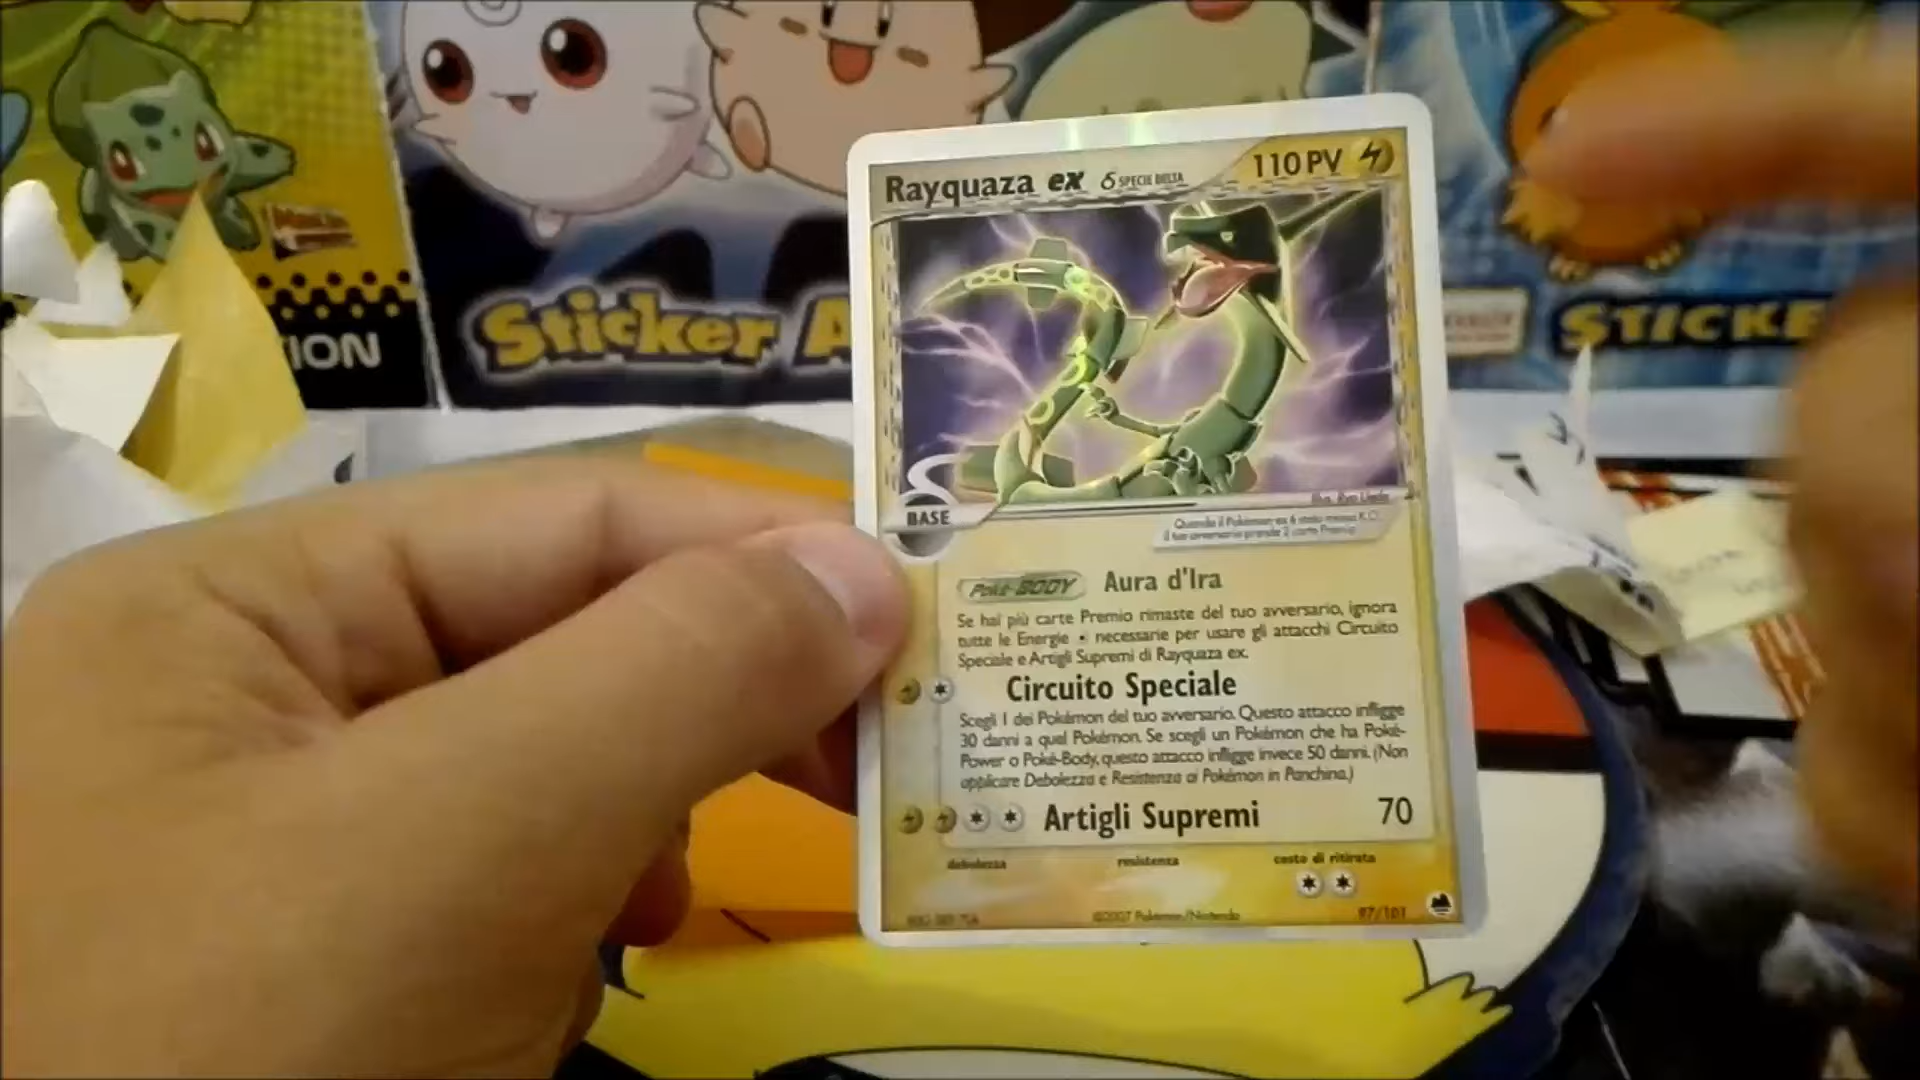 ION
Sticker A
STICKE
Rayquaza ex δ SPECIE DELTA 110 PV
BASE
Illus. Ryo Ueda
Quando il Pokémon ex è stato messo K.O.
il tuo avversario prende 2 carte Premio.
Poké-BODY Aura d'Ira
Se hai più carte Premio rimaste del tuo avversario, ignora
tutte le Energie necessarie per usare gli attacchi Circuito
Speciale e Artigli Supremi di Rayquaza ex.
Circuito Speciale
Scegli 1 dei Pokémon del tuo avversario. Questo attacco infligge
30 danni a quel Pokémon. Se scegli un Pokémon che ha Poké-
Power o Poké-Body, questo attacco infligge invece 50 danni. (Non
applicare Debolezza e Resistenza ai Pokémon in Panchina.)
Artigli Supremi 70
debolezza resistenza costo di ritirata
©2007 Pokémon/Nintendo 97/101